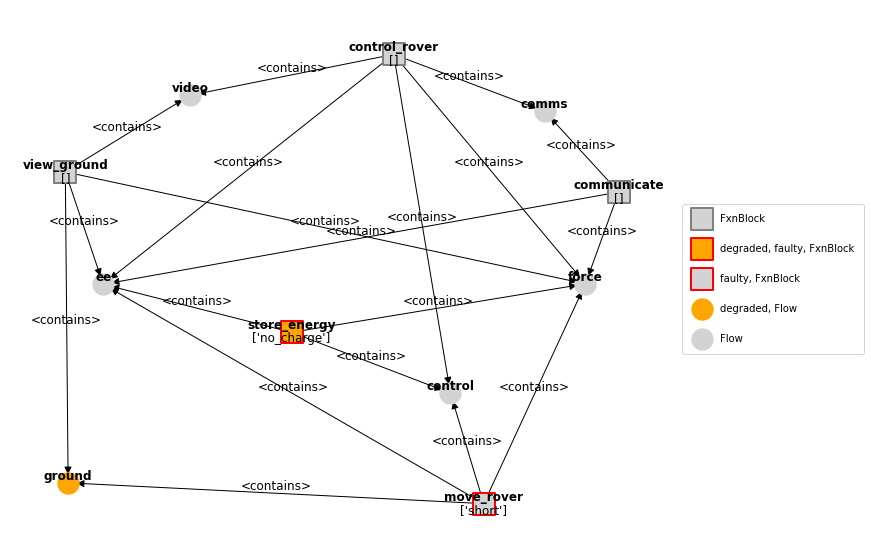 control_rover
[]
<contains>
<contains>
video
comms
<contains>
<contains>
view_ground
[]
<contains>
<contains>
communicate
[]
<contains>
<contains>
<contains>
<contains>
<contains>
FxnBlock
degraded, faulty, FxnBlock
faulty, FxnBlock
degraded, Flow
Flow
ee
force
<contains>
<contains>
<contains>
store_energy
['no_charge']
<contains>
<contains>
control
<contains>
<contains>
ground
<contains>
move_rover
['short']